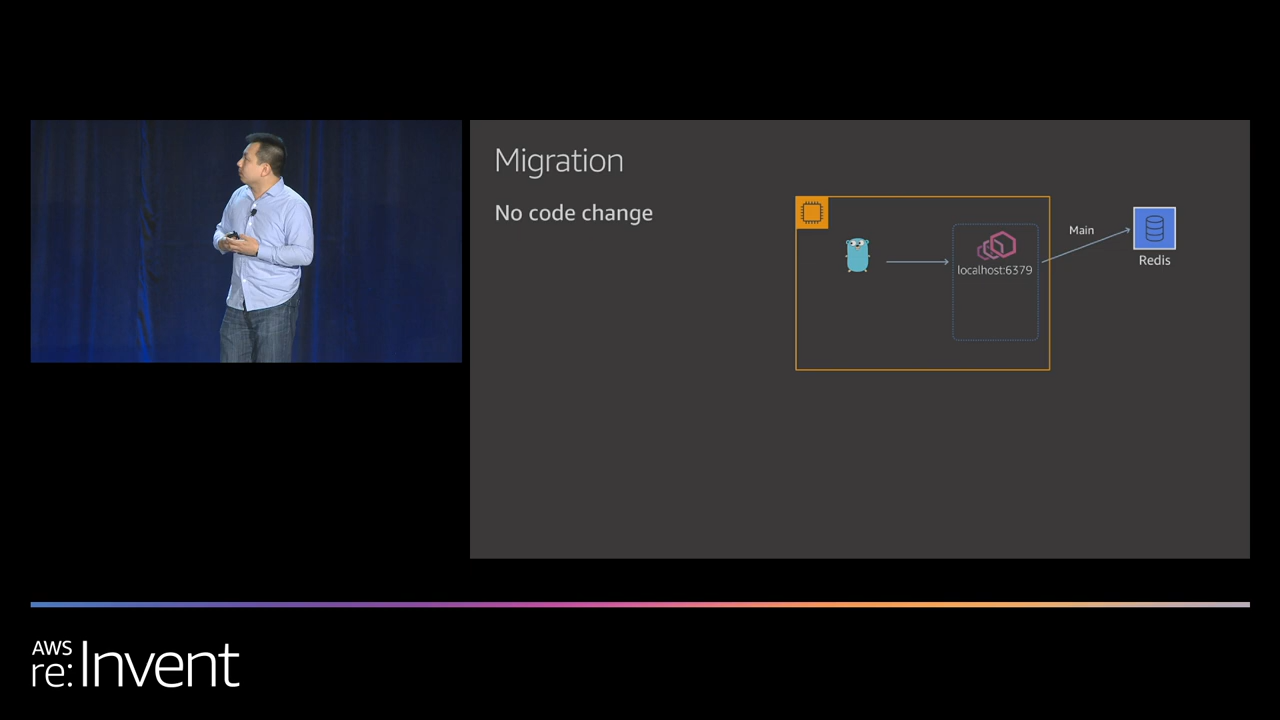 Migration
No code change
localhost:6379
Main
Redis
AWS
re:Invent